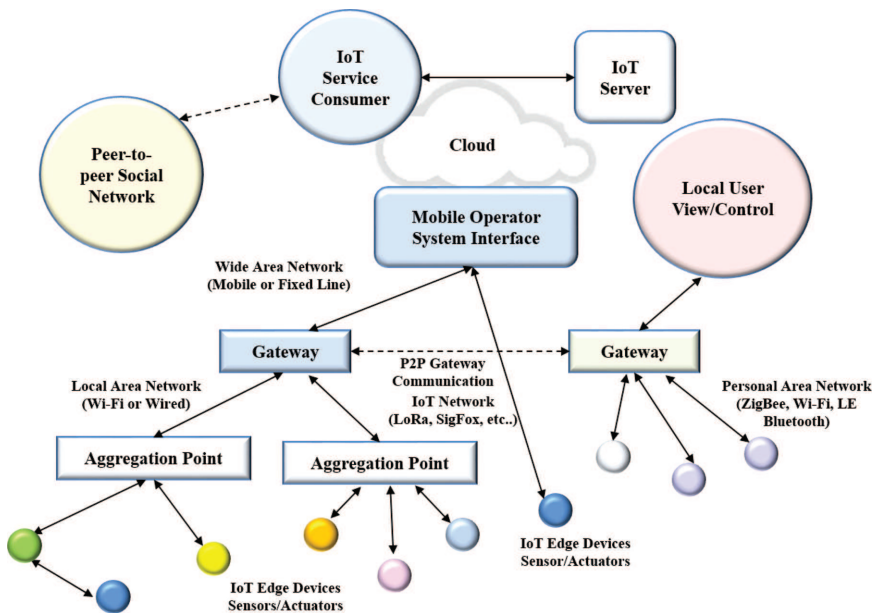 IoT
Service
Consumer
IoT
Server
Peer-to-
peer Social
Network
Cloud
Local User
View/Control
Mobile Operator
System Interface
Wide Area Network
(Mobile or Fixed Line)
Gateway
Gateway
P2P Gateway
Communication
IoT Network
(LoRa, SigFox, etc..)
Local Area Network
(Wi-Fi or Wired)
Personal Area Network
(ZigBee, Wi-Fi, LE
Bluetooth)
Aggregation Point
Aggregation Point
IoT Edge Devices
Sensor/Actuators
IoT Edge Devices
Sensors/Actuators